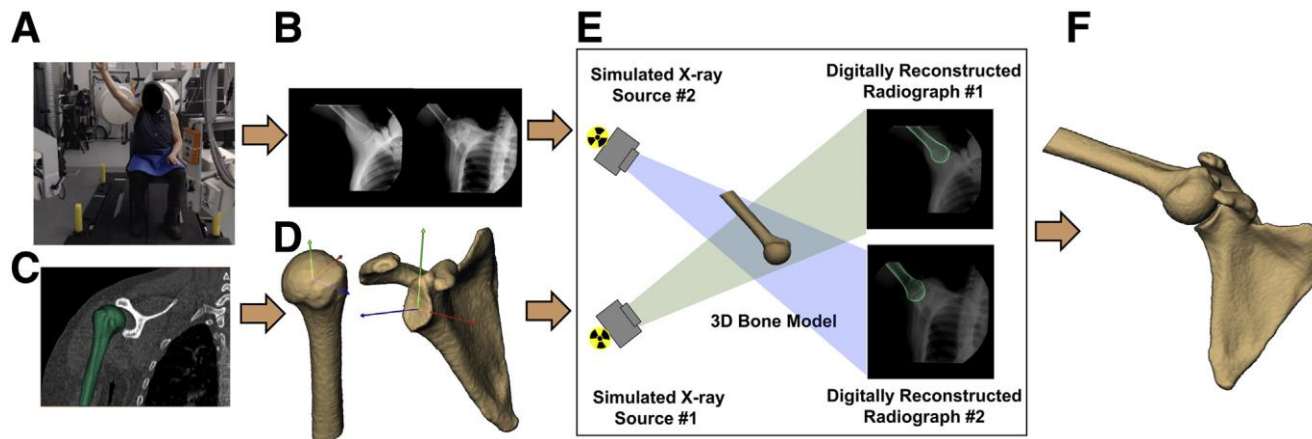 A
B
E
F
Simulated X-ray
Source #2
Digitally Reconstructed
Radiograph #1
C
D
3D Bone Model
Simulated X-ray
Source #1
Digitally Reconstructed
Radiograph #2